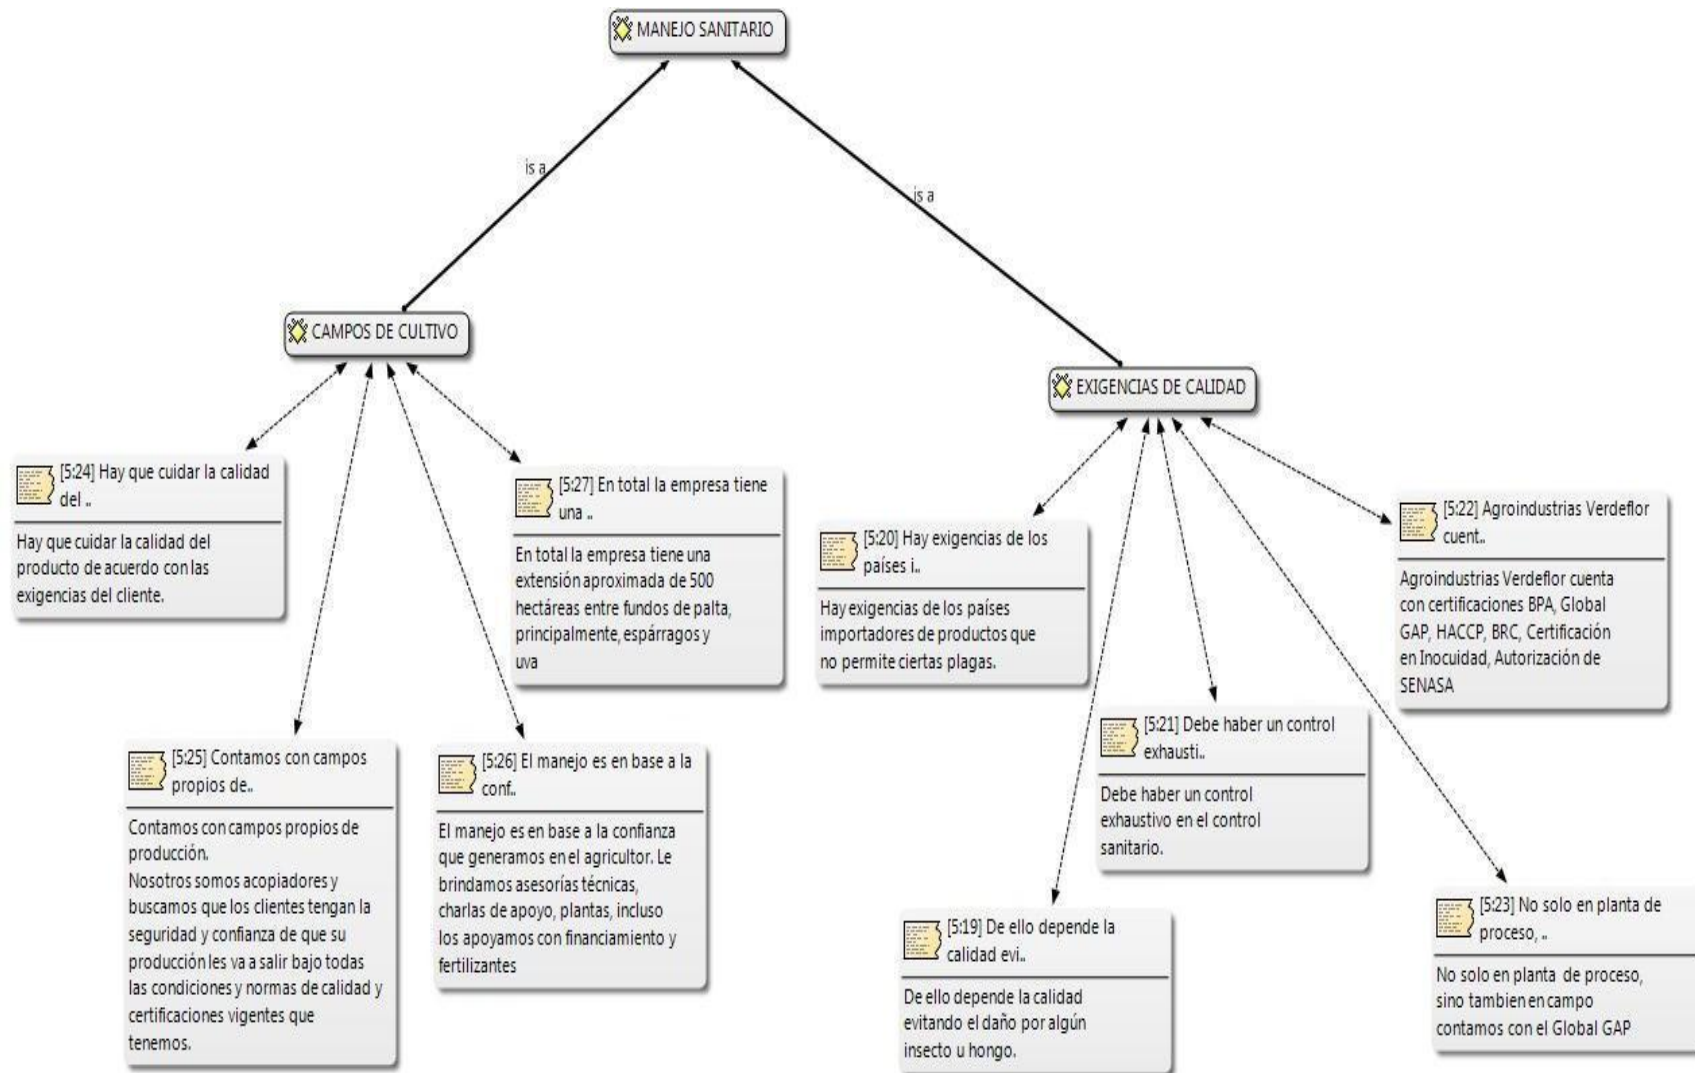 MANEJO SANITARIO
is a
is a
CAMPOS DE CULTIVO
EXIGENCIAS DE CALIDAD
[5:24] Hay que cuidar la calidad
del ..
Hay que cuidar la calidad del
producto de acuerdo con las
exigencias del cliente.
[5:27] En total la empresa tiene
una ..
En total la empresa tiene una
extensión aproximada de 500
hectáreas entre fundos de palta,
principalmente, espárragos y
uva
[5:20] Hay exigencias de los
países i..
Hay exigencias de los países
importadores de productos que
no permite ciertas plagas.
[5:22] Agroindustrias Verdeflor
cuent..
Agroindustrias Verdeflor cuenta
con certificaciones BPA, Global
GAP, HACCP, BRC, Certificación
en Inocuidad, Autorización de
SENASA
[5:25] Contamos con campos
propios de..
Contamos con campos propios de
producción.
Nosotros somos acopiadores y
buscamos que los clientes tengan la
seguridad y confianza de que su
producción les va a salir bajo todas
las condiciones y normas de calidad y
certificaciones vigentes que
tenemos.
[5:26] El manejo es en base a la
conf..
El manejo es en base a la confianza
que generamos en el agricultor. Le
brindamos asesorías técnicas,
charlas de apoyo, plantas, incluso
los apoyamos con financiamiento y
fertilizantes
[5:21] Debe haber un control
exhausti..
Debe haber un control
exhaustivo en el control
sanitario.
[5:19] De ello depende la
calidad evi..
De ello depende la calidad
evitando el daño por algún
insecto u hongo.
[5:23] No solo en planta de
proceso, ..
No solo en planta de proceso,
sino tambien en campo
contamos con el Global GAP